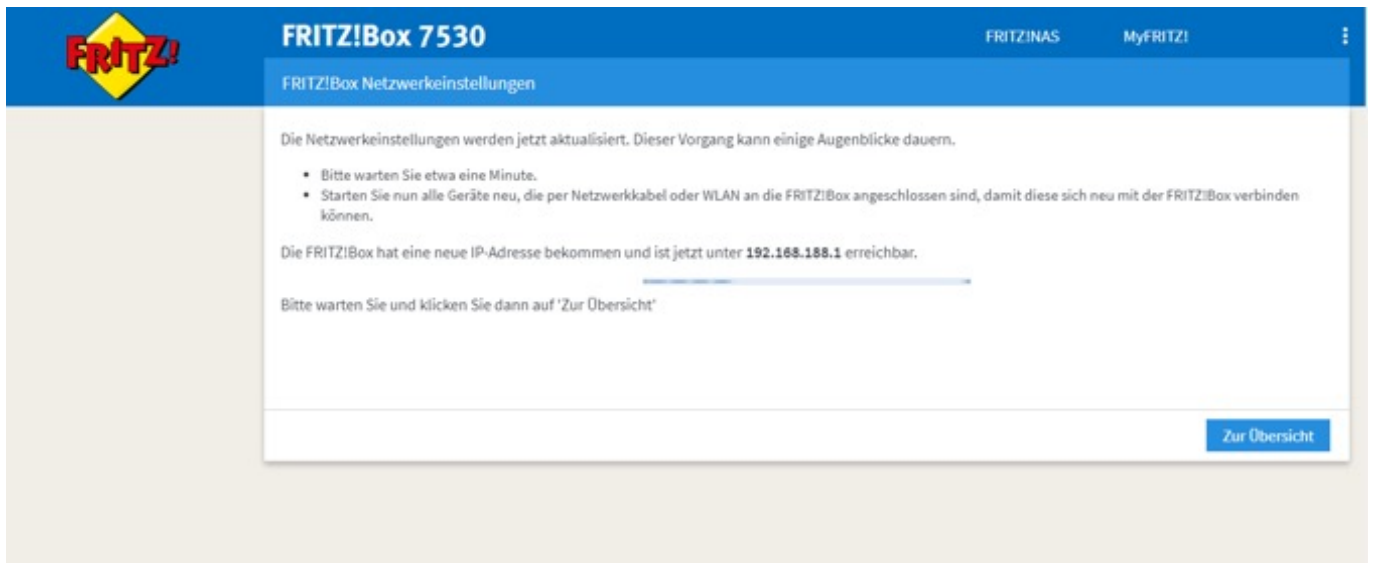 FRITZ!
FRITZ!Box 7530
FRITZ!NAS
MyFRITZ!
FRITZ!Box Netzwerkeinstellungen
Die Netzwerkeinstellungen werden jetzt aktualisiert. Dieser Vorgang kann einige Augenblicke dauern.
• Bitte warten Sie etwa eine Minute.
• Starten Sie nun alle Geräte neu, die per Netzwerkkabel oder WLAN an die FRITZ!Box angeschlossen sind, damit diese sich neu mit der FRITZ!Box verbinden
können.
Die FRITZ!Box hat eine neue IP-Adresse bekommen und ist jetzt unter 192.168.188.1 erreichbar.
Bitte warten Sie und klicken Sie dann auf 'Zur Übersicht'
Zur Übersicht